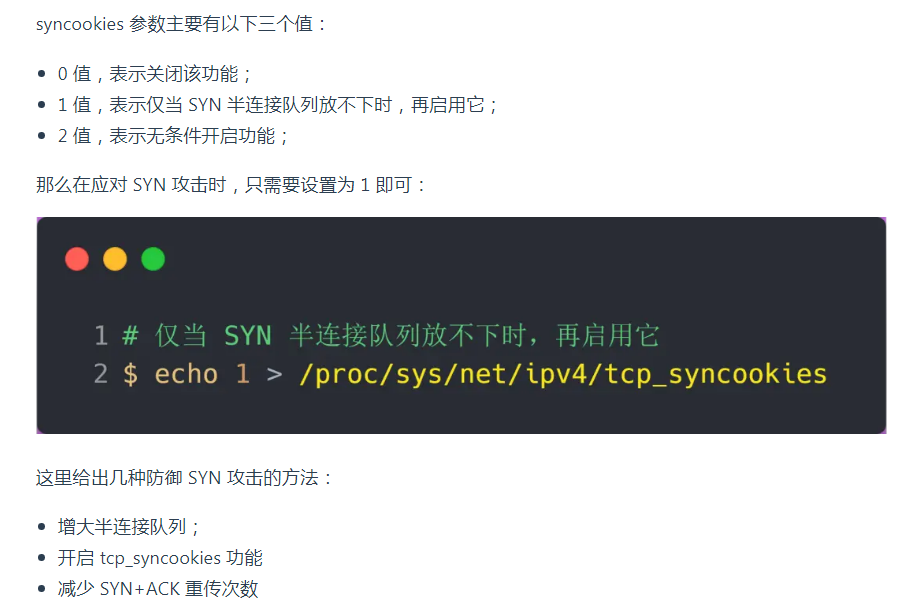 syncookies 参数主要有以下三个值：
0 值，表示关闭该功能；
1 值，表示仅当 SYN 半连接队列放不下时，再启用它；
2 值，表示无条件开启功能；
那么在应对 SYN 攻击时，只需要设置为 1 即可：
1 # 仅当 SYN 半连接队列放不下时，再启用它
2 $ echo 1 > /proc/sys/net/ipv4/tcp_syncookies
这里给出几种防御 SYN 攻击的方法：
增大半连接队列；
开启 tcp_syncookies 功能
减少 SYN+ACK 重传次数